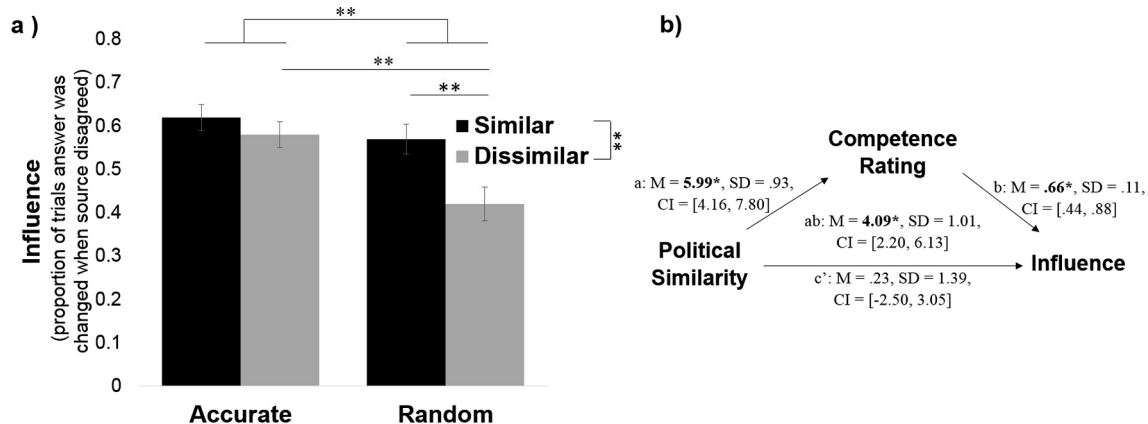 a )
**
0.8
0.7
0.6
0.5
0.4
0.3
0.2
0.1
0
Influence
(proportion of trials answer was
changed when source disagreed)
**
**
Similar
Dissimilar
**
Accurate
Random
b)
Competence
Rating
a: M = 5.99*, SD = .93,
CI = [4.16, 7.80]
b: M = .66*, SD = .11,
CI = [.44, .88]
ab: M = 4.09*, SD = 1.01,
CI = [2.20, 6.13]
Political
Similarity
Influence
c’: M = .23, SD = 1.39,
CI = [-2.50, 3.05]